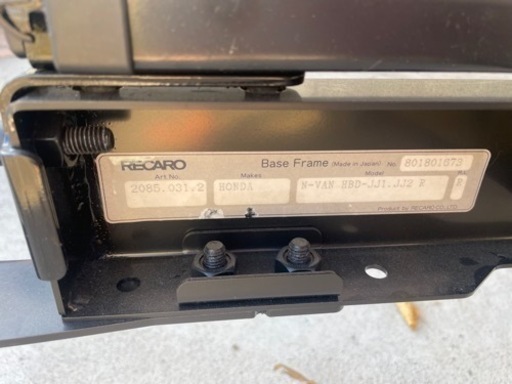 RECARO Base Frame (Made in Japan) No. 801801673
Art No. Makes Model R/L
2085.031.2 HONDA N-VAN HBD-JJ1.JJ2 R R
Product by RECARO CO.,LTD.